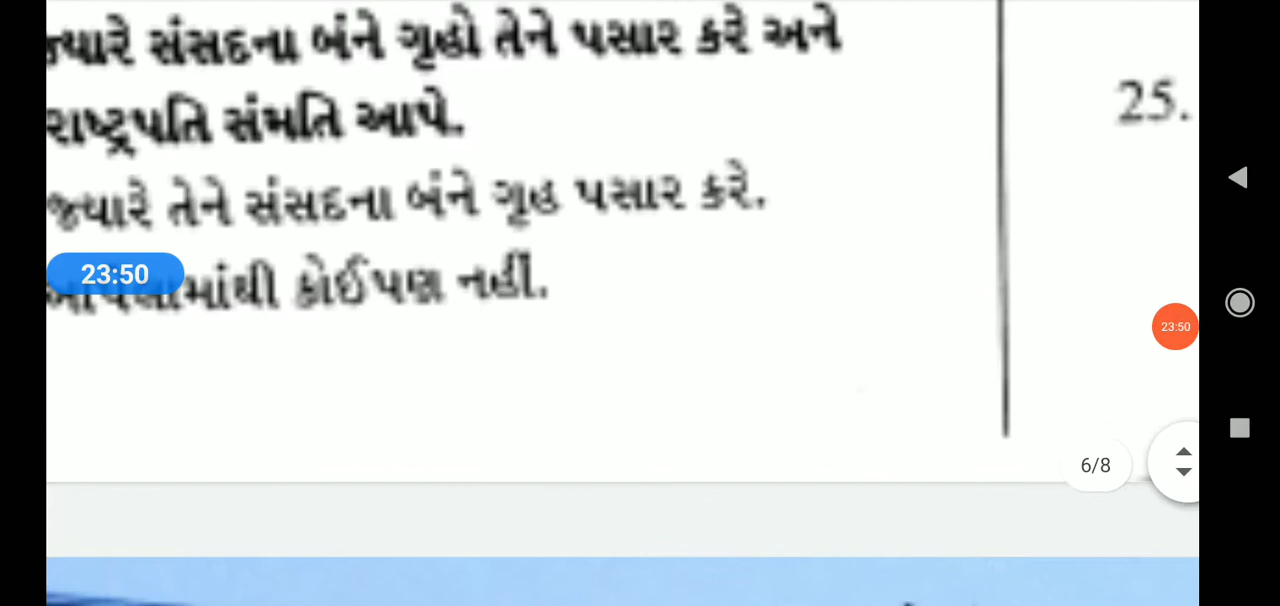 જ્યારે સંસદના બંને ગૃહો તેને પસાર કરે અને
રાષ્ટ્રપતિ સંમતિ આપે.
જ્યારે તેને સંસદના બંને ગૃહ પસાર કરે.
કોઈપણ નહીં.
23:50
25.
23:50
6/8